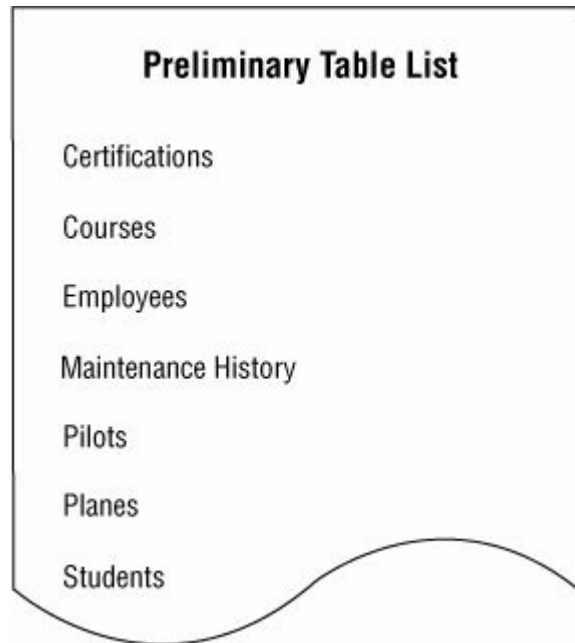 Preliminary Table List
Certifications
Courses
Employees
Maintenance History
Pilots
Planes
Students